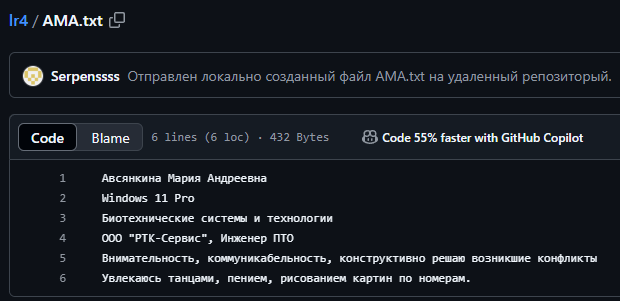 lr4 / AMA.txt
Serpenssss Отправлен локально созданный файл AMA.txt на удаленный репозиторый.
Code Blame 6 lines (6 loc) · 432 Bytes Code 55% faster with GitHub Copilot
1 Авсянкина Мария Андреевна
2 Windows 11 Pro
3 Биотехнические системы и технологии
4 ООО "РТК-Сервис", Инженер ПТО
5 Внимательность, коммуникабельность, конструктивно решаю возникшие конфликты
6 Увлекаюсь танцами, пением, рисованием картин по номерам.